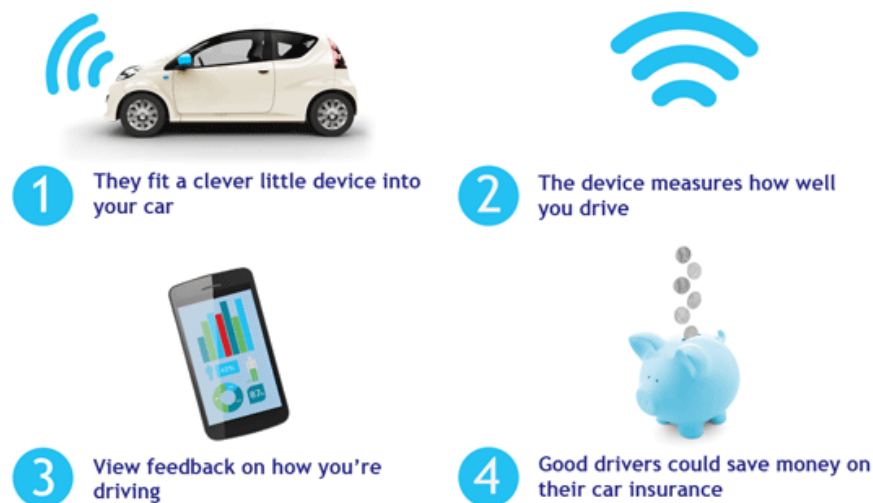 1
They fit a clever little device into
your car
2
The device measures how well
you drive
3
View feedback on how you're
driving
4
Good drivers could save money on
their car insurance